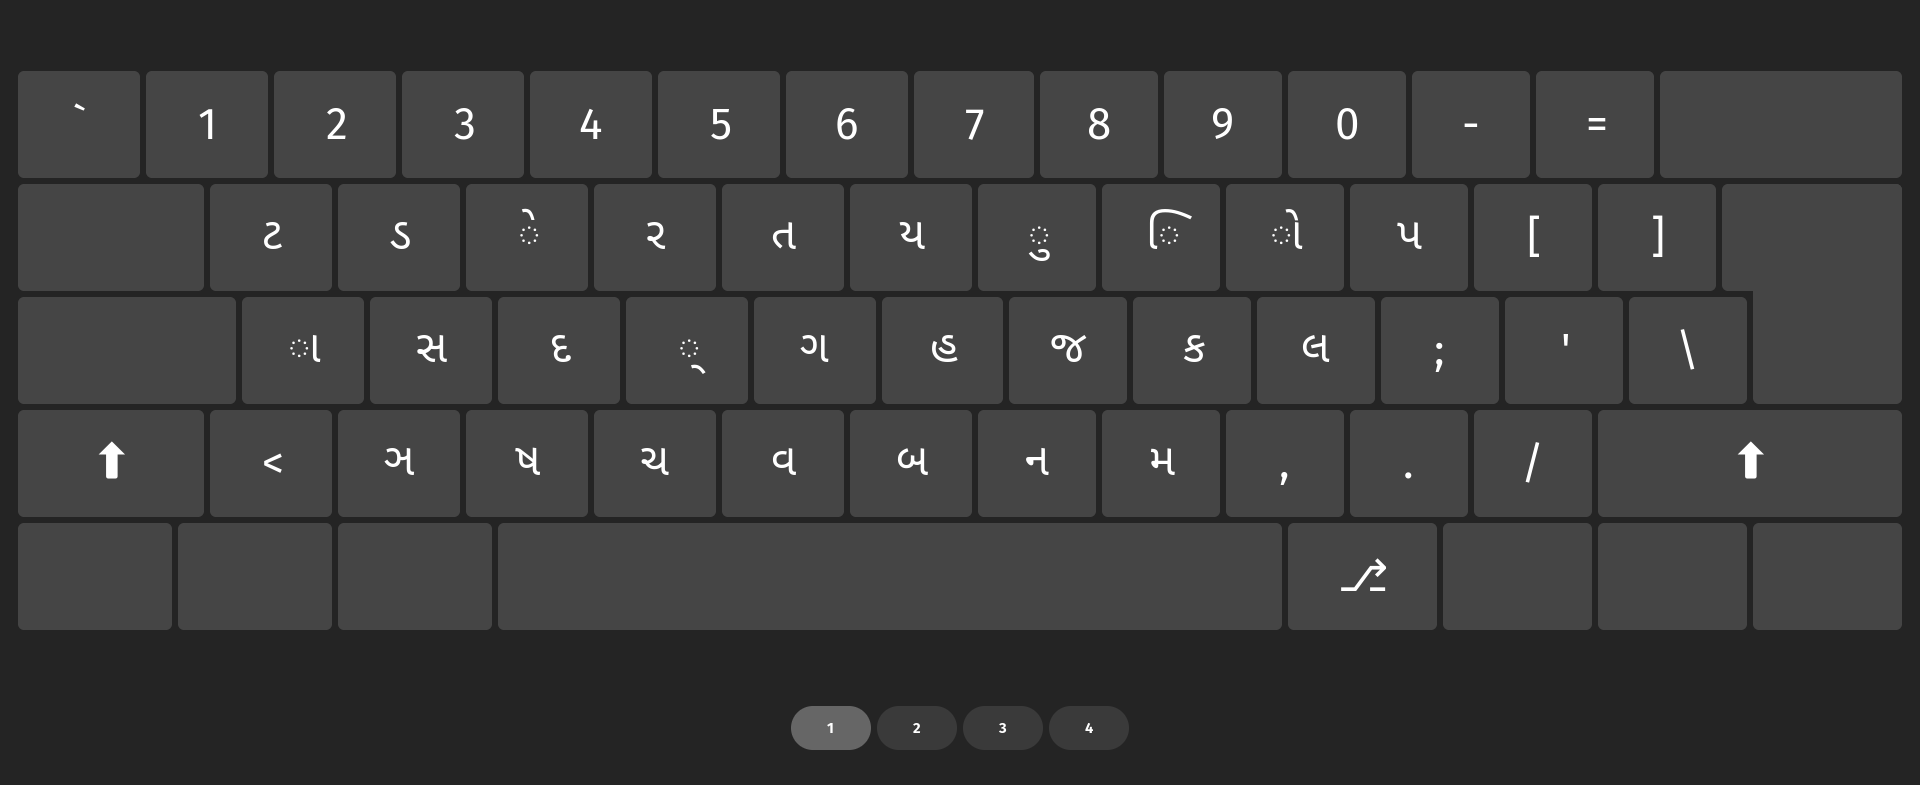 ` 1 2 3 4 5 6 7 8 9 0 - =
ટ ડ ે ર ત ય ુ િ ો પ [ ]
ા સ દ ્ ગ હ જ ક લ ; ' \
⬆ < ઞ ષ ચ વ બ ન મ , . / ⬆
⎇
1 2 3 4